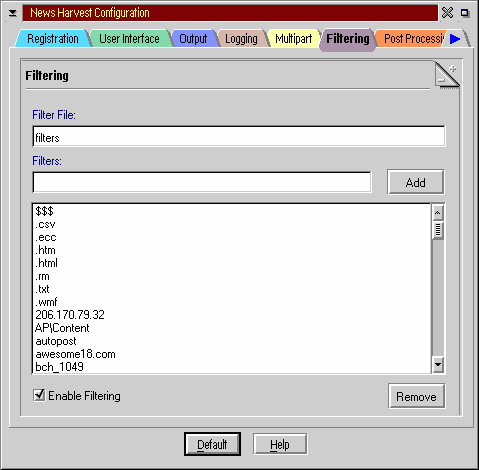 News Harvest Configuration
Registration User Interface Output Logging Multipart Filtering Post Processi
Filtering
Filter File:
filters
Filters:
Add
$$$
.csv
.ecc
.htm
.html
.rm
.txt
.wmf
206.170.79.32
AP\Content
autopost
awesome18.com
bch_1049
Enable Filtering
Remove
Default Help